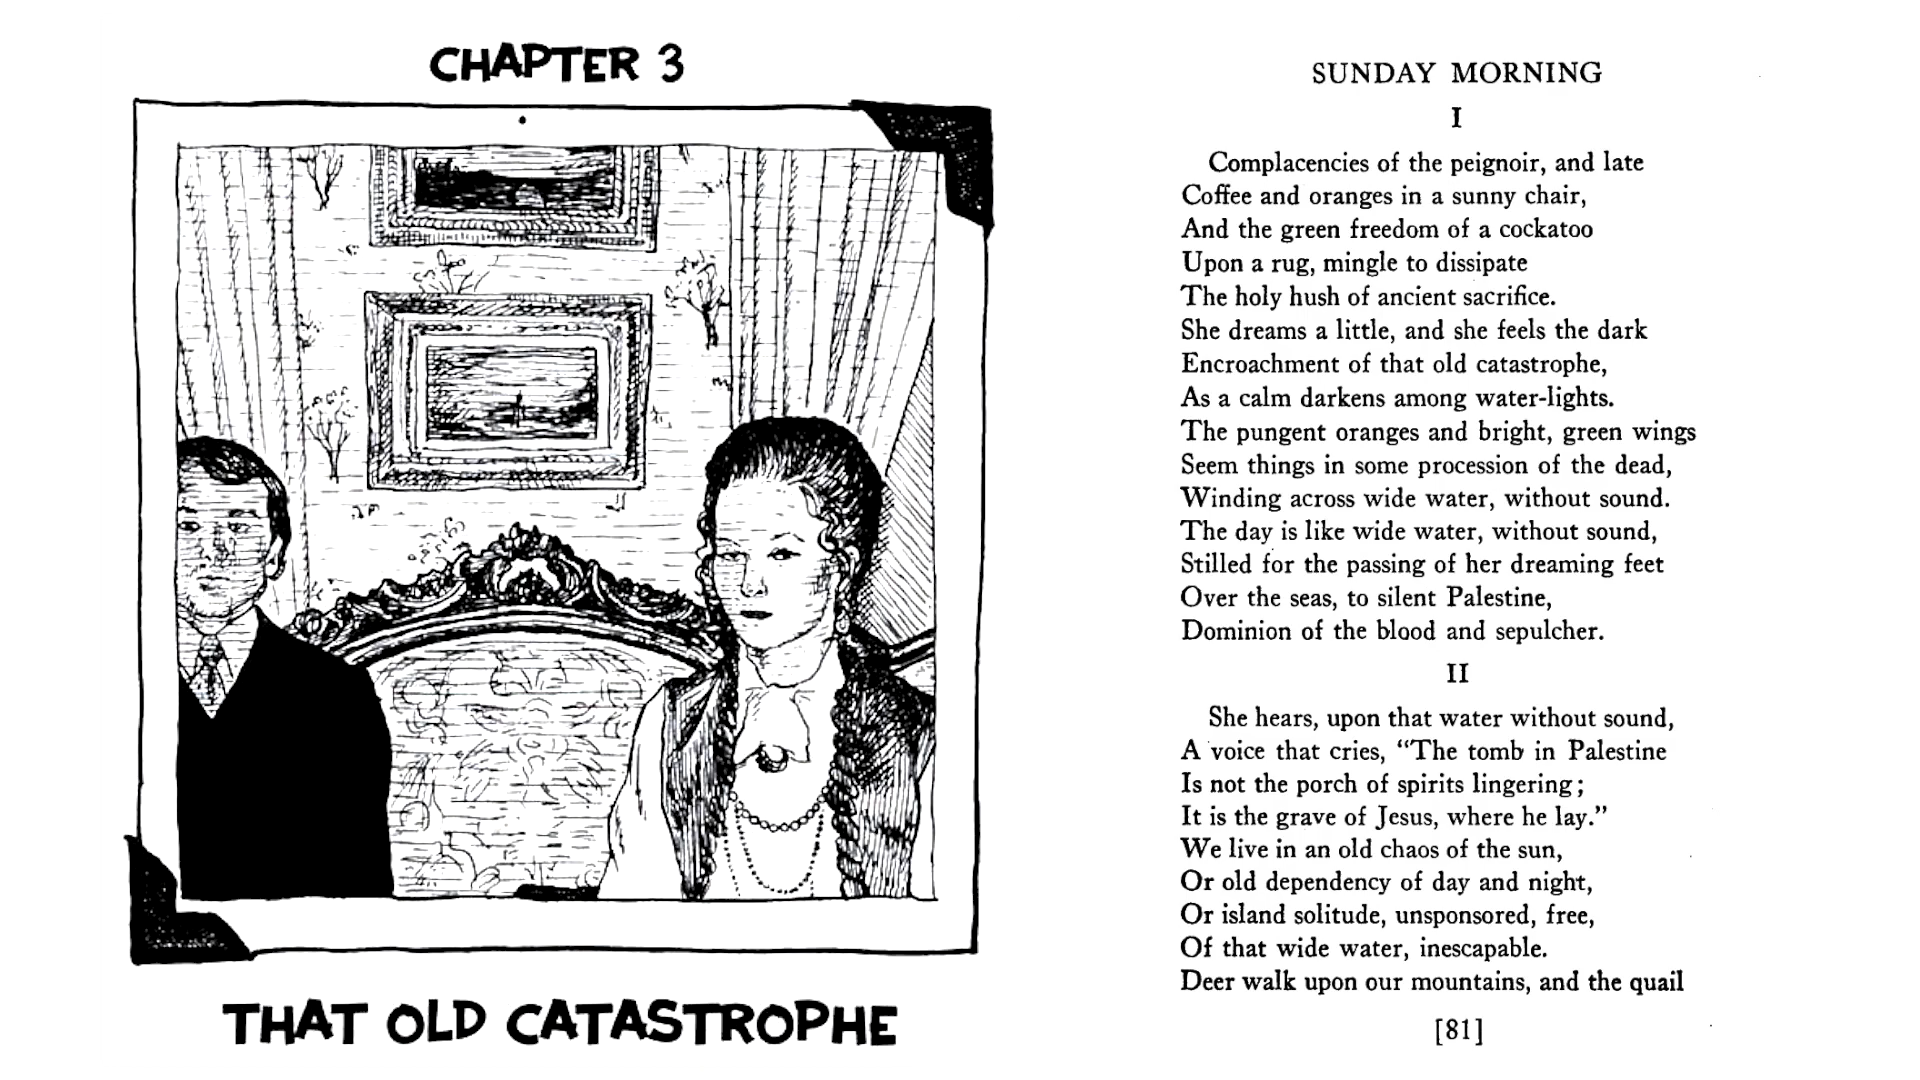 CHAPTER 3
THAT OLD CATASTROPHE
SUNDAY MORNING
I
Complacencies of the peignoir, and late
Coffee and oranges in a sunny chair,
And the green freedom of a cockatoo
Upon a rug, mingle to dissipate
The holy hush of ancient sacrifice.
She dreams a little, and she feels the dark
Encroachment of that old catastrophe,
As a calm darkens among water-lights.
The pungent oranges and bright, green wings
Seem things in some procession of the dead,
Winding across wide water, without sound.
The day is like wide water, without sound,
Stilled for the passing of her dreaming feet
Over the seas, to silent Palestine,
Dominion of the blood and sepulcher.
II
She hears, upon that water without sound,
A voice that cries, “The tomb in Palestine
Is not the porch of spirits lingering;
It is the grave of Jesus, where he lay.”
We live in an old chaos of the sun,
Or old dependency of day and night,
Or island solitude, unsponsored, free,
Of that wide water, inescapable.
Deer walk upon our mountains, and the quail
[81]